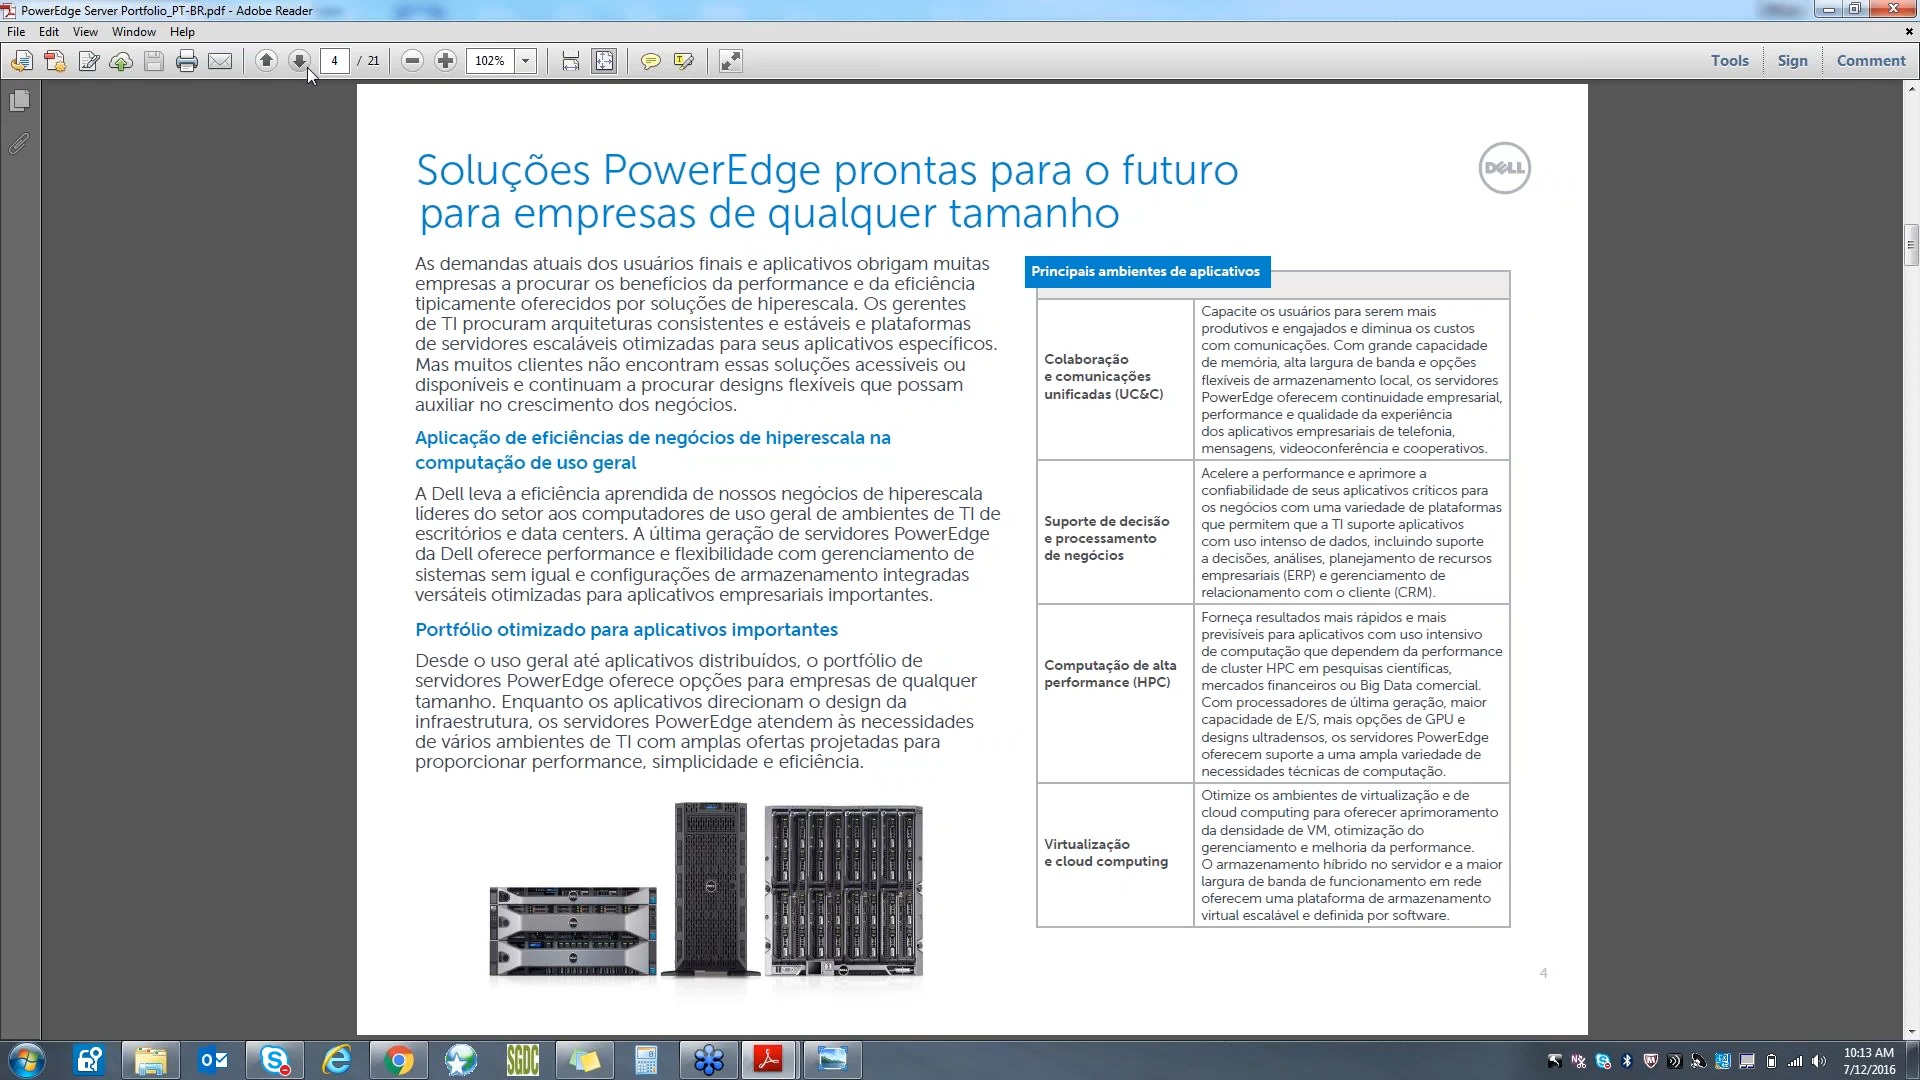 PowerEdge Server Portfolio_PT-BR.pdf - Adobe Reader
File Edit View Window Help
4 / 21 102% Tools Sign Comment
Soluções PowerEdge prontas para o futuro
para empresas de qualquer tamanho
DELL
As demandas atuais dos usuários finais e aplicativos obrigam muitas
empresas a procurar os benefícios da performance e da eficiência
tipicamente oferecidos por soluções de hiperescala. Os gerentes
de TI procuram arquiteturas consistentes e estáveis e plataformas
de servidores escaláveis otimizadas para seus aplicativos específicos.
Mas muitos clientes não encontram essas soluções acessíveis ou
disponíveis e continuam a procurar designs flexíveis que possam
auxiliar no crescimento dos negócios.
Aplicação de eficiências de negócios de hiperescala na
computação de uso geral
A Dell leva a eficiência aprendida de nossos negócios de hiperescala
líderes do setor aos computadores de uso geral de ambientes de TI de
escritórios e data centers. A última geração de servidores PowerEdge
da Dell oferece performance e flexibilidade com gerenciamento de
sistemas sem igual e configurações de armazenamento integradas
versáteis otimizadas para aplicativos empresariais importantes.
Portfólio otimizado para aplicativos importantes
Desde o uso geral até aplicativos distribuídos, o portfólio de
servidores PowerEdge oferece opções para empresas de qualquer
tamanho. Enquanto os aplicativos direcionam o design da
infraestrutura, os servidores PowerEdge atendem às necessidades
de vários ambientes de TI com amplas ofertas projetadas para
proporcionar performance, simplicidade e eficiência.
Principais ambientes de aplicativos
Colaboração
e comunicações
unificadas (UC&C)
Capacite os usuários para serem mais
produtivos e engajados e diminua os custos
com comunicações. Com grande capacidade
de memória, alta largura de banda e opções
flexíveis de armazenamento local, os servidores
PowerEdge oferecem continuidade empresarial,
performance e qualidade da experiência
dos aplicativos empresariais de telefonia,
mensagens, videoconferência e cooperativos.
Suporte de decisão
e processamento
de negócios
Acelere a performance e aprimore a
confiabilidade de seus aplicativos críticos para
os negócios com uma variedade de plataformas
que permitem que a TI suporte aplicativos
com uso intenso de dados, incluindo suporte
a decisões, análises, planejamento de recursos
empresariais (ERP) e gerenciamento de
relacionamento com o cliente (CRM).
Computação de alta
performance (HPC)
Forneça resultados mais rápidos e mais
previsíveis para aplicativos com uso intensivo
de computação que dependem da performance
de cluster HPC em pesquisas científicas,
mercados financeiros ou Big Data comercial.
Com processadores de última geração, maior
capacidade de E/S, mais opções de GPU e
designs ultradensos, os servidores PowerEdge
oferecem suporte a uma ampla variedade de
necessidades técnicas de computação.
Virtualização
e cloud computing
Otimize os ambientes de virtualização e de
cloud computing para oferecer aprimoramento
da densidade de VM, otimização do
gerenciamento e melhoria da performance.
O armazenamento híbrido no servidor e a maior
largura de banda de funcionamento em rede
oferecem uma plataforma de armazenamento
virtual escalável e definida por software.
4
SGDC
10:13 AM
7/12/2016